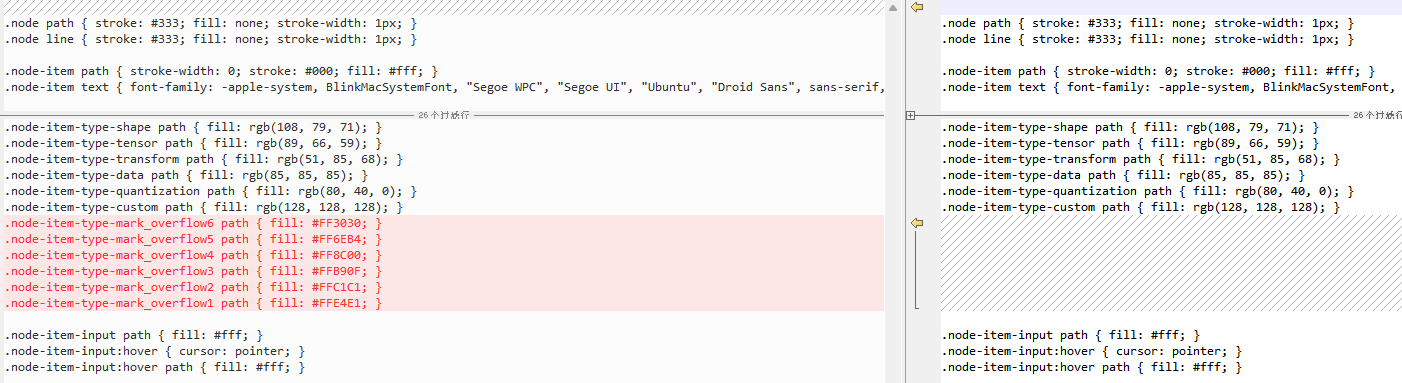 .node path { stroke: #333; fill: none; stroke-width: 1px; }
.node line { stroke: #333; fill: none; stroke-width: 1px; }
.node-item path { stroke-width: 0; stroke: #000; fill: #fff; }
.node-item text { font-family: -apple-system, BlinkMacSystemFont, "Segoe WPC", "Segoe UI", "Ubuntu", "Droid Sans", sans-serif,
26个过滤行
.node-item-type-shape path { fill: rgb(108, 79, 71); }
.node-item-type-tensor path { fill: rgb(89, 66, 59); }
.node-item-type-transform path { fill: rgb(51, 85, 68); }
.node-item-type-data path { fill: rgb(85, 85, 85); }
.node-item-type-quantization path { fill: rgb(80, 40, 0); }
.node-item-type-custom path { fill: rgb(128, 128, 128); }
.node-item-type-mark_overflow6 path { fill: #FF3030; }
.node-item-type-mark_overflow5 path { fill: #FF6EB4; }
.node-item-type-mark_overflow4 path { fill: #FF8C00; }
.node-item-type-mark_overflow3 path { fill: #FFB90F; }
.node-item-type-mark_overflow2 path { fill: #FFC1C1; }
.node-item-type-mark_overflow1 path { fill: #FFE4E1; }
.node-item-input path { fill: #fff; }
.node-item-input:hover { cursor: pointer; }
.node-item-input:hover path { fill: #fff; }
.node path { stroke: #333; fill: none; stroke-width: 1px; }
.node line { stroke: #333; fill: none; stroke-width: 1px; }
.node-item path { stroke-width: 0; stroke: #000; fill: #fff; }
.node-item text { font-family: -apple-system, BlinkMacSystemFont,
26个过滤行
.node-item-type-shape path { fill: rgb(108, 79, 71); }
.node-item-type-tensor path { fill: rgb(89, 66, 59); }
.node-item-type-transform path { fill: rgb(51, 85, 68); }
.node-item-type-data path { fill: rgb(85, 85, 85); }
.node-item-type-quantization path { fill: rgb(80, 40, 0); }
.node-item-type-custom path { fill: rgb(128, 128, 128); }
.node-item-input path { fill: #fff; }
.node-item-input:hover { cursor: pointer; }
.node-item-input:hover path { fill: #fff; }